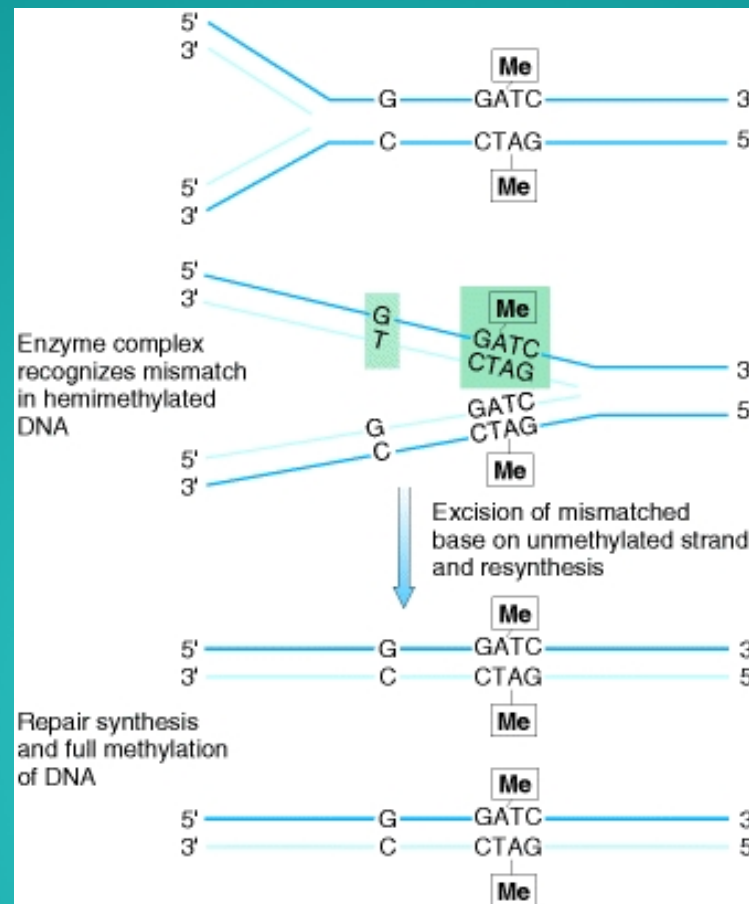 5'
3'
Me
G GATC 3
C CTAG 5
Me
5'
3'
5'
3'
Me
G GATC
T CTAG
3
Enzyme complex
recognizes mismatch
in hemimethylated
DNA
GATC
G CTAG
C
5
5'
3'
Me
Excision of mismatched
base on unmethylated strand
and resynthesis
Me
5' G GATC 3
3' C CTAG 5
Me
Repair synthesis
and full methylation
of DNA
Me
5' G GATC 3
3' C CTAG 5
Me